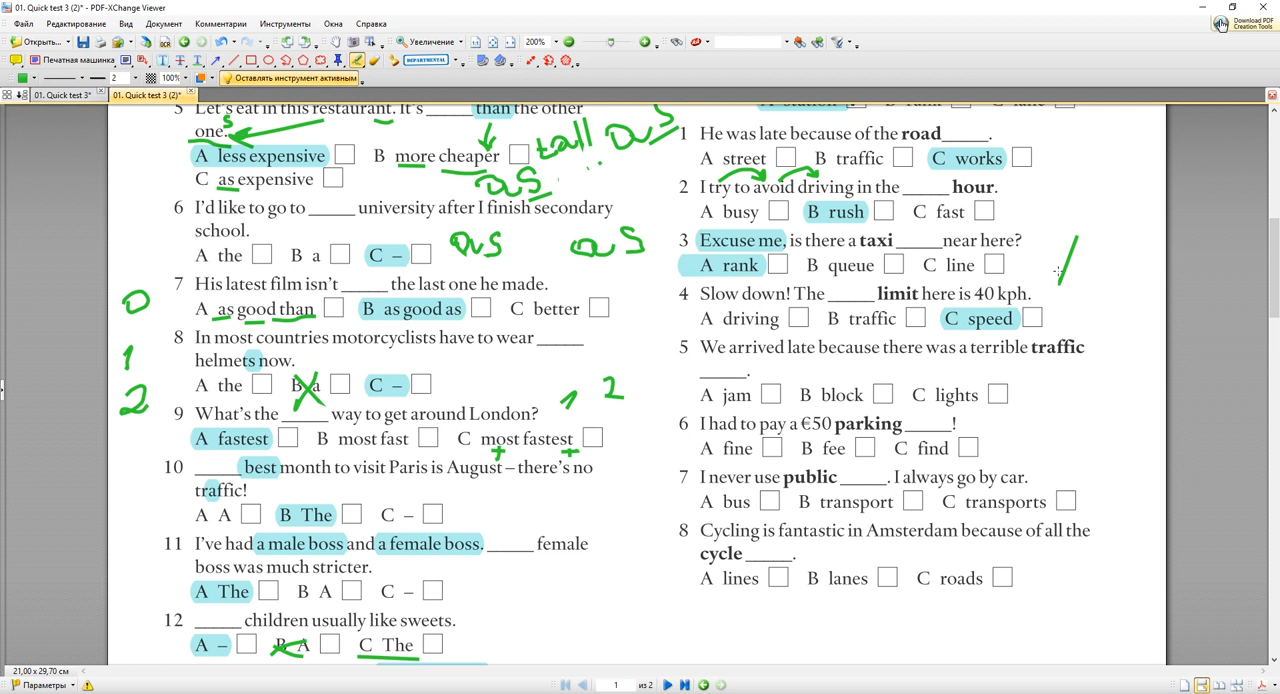 01. Quick test 3 (2)* - PDF-XChange Viewer
Файл Редактирование Вид Документ Комментарии Инструменты Окна Справка
Download PDF Creation Tools
Открыть... OCR Увеличение 200%
Печатная машинка DEPARTMENTAL
2 100% Оставлять инструмент активным
01. Quick test 3* 01. Quick test 3 (2)*
5 Let's eat in this restaurant. It's _____ than the other
one.s
A less expensive B more cheaper
C as expensive
tall as
as
6 I'd like to go to _____ university after I finish secondary
school.
A the B a C –
as as
7 His latest film isn't _____ the last one he made.
A as good than B as good as C better
0
8 In most countries motorcyclists have to wear _____
helmets now.
A the B a C –
1
2
9 What's the _____ way to get around London?
1 2
A fastest B most fast C most fastest
+ +
10 _____ best month to visit Paris is August – there's no
traffic!
A A B The C –
11 I've had a male boss and a female boss. _____ female
boss was much stricter.
A The B A C –
12 _____ children usually like sweets.
A – B A C The
1 He was late because of the road_____.
A street B traffic C works
2 I try to avoid driving in the _____ hour.
A busy B rush C fast
3 Excuse me, is there a taxi _____near here?
A rank B queue C line
4 Slow down! The _____ limit here is 40 kph.
A driving B traffic C speed
5 We arrived late because there was a terrible traffic
_____.
A jam B block C lights
6 I had to pay a €50 parking _____!
A fine B fee C find
7 I never use public _____. I always go by car.
A bus B transport C transports
8 Cycling is fantastic in Amsterdam because of all the
cycle _____.
A lines B lanes C roads
21,00 x 29,70 см
Параметры 1 из 2